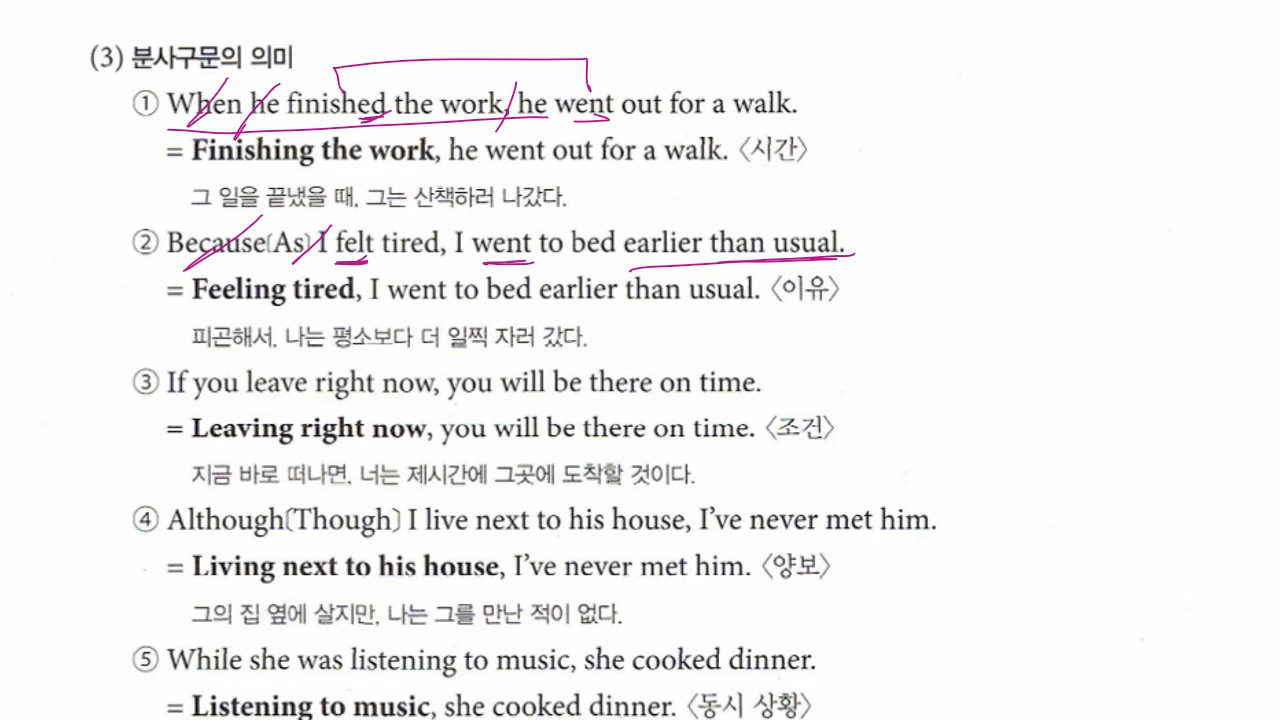 (3) 분사구문의 의미
① When he finished the work, he went out for a walk.
= Finishing the work, he went out for a walk. 〈시간〉
그 일을 끝냈을 때, 그는 산책하러 나갔다.
② Because(As) I felt tired, I went to bed earlier than usual.
= Feeling tired, I went to bed earlier than usual. 〈이유〉
피곤해서, 나는 평소보다 더 일찍 자러 갔다.
③ If you leave right now, you will be there on time.
= Leaving right now, you will be there on time. 〈조건〉
지금 바로 떠나면, 너는 제시간에 그곳에 도착할 것이다.
④ Although(Though) I live next to his house, I’ve never met him.
= Living next to his house, I’ve never met him. 〈양보〉
그의 집 옆에 살지만, 나는 그를 만난 적이 없다.
⑤ While she was listening to music, she cooked dinner.
= Listening to music, she cooked dinner. 〈동시 상황〉